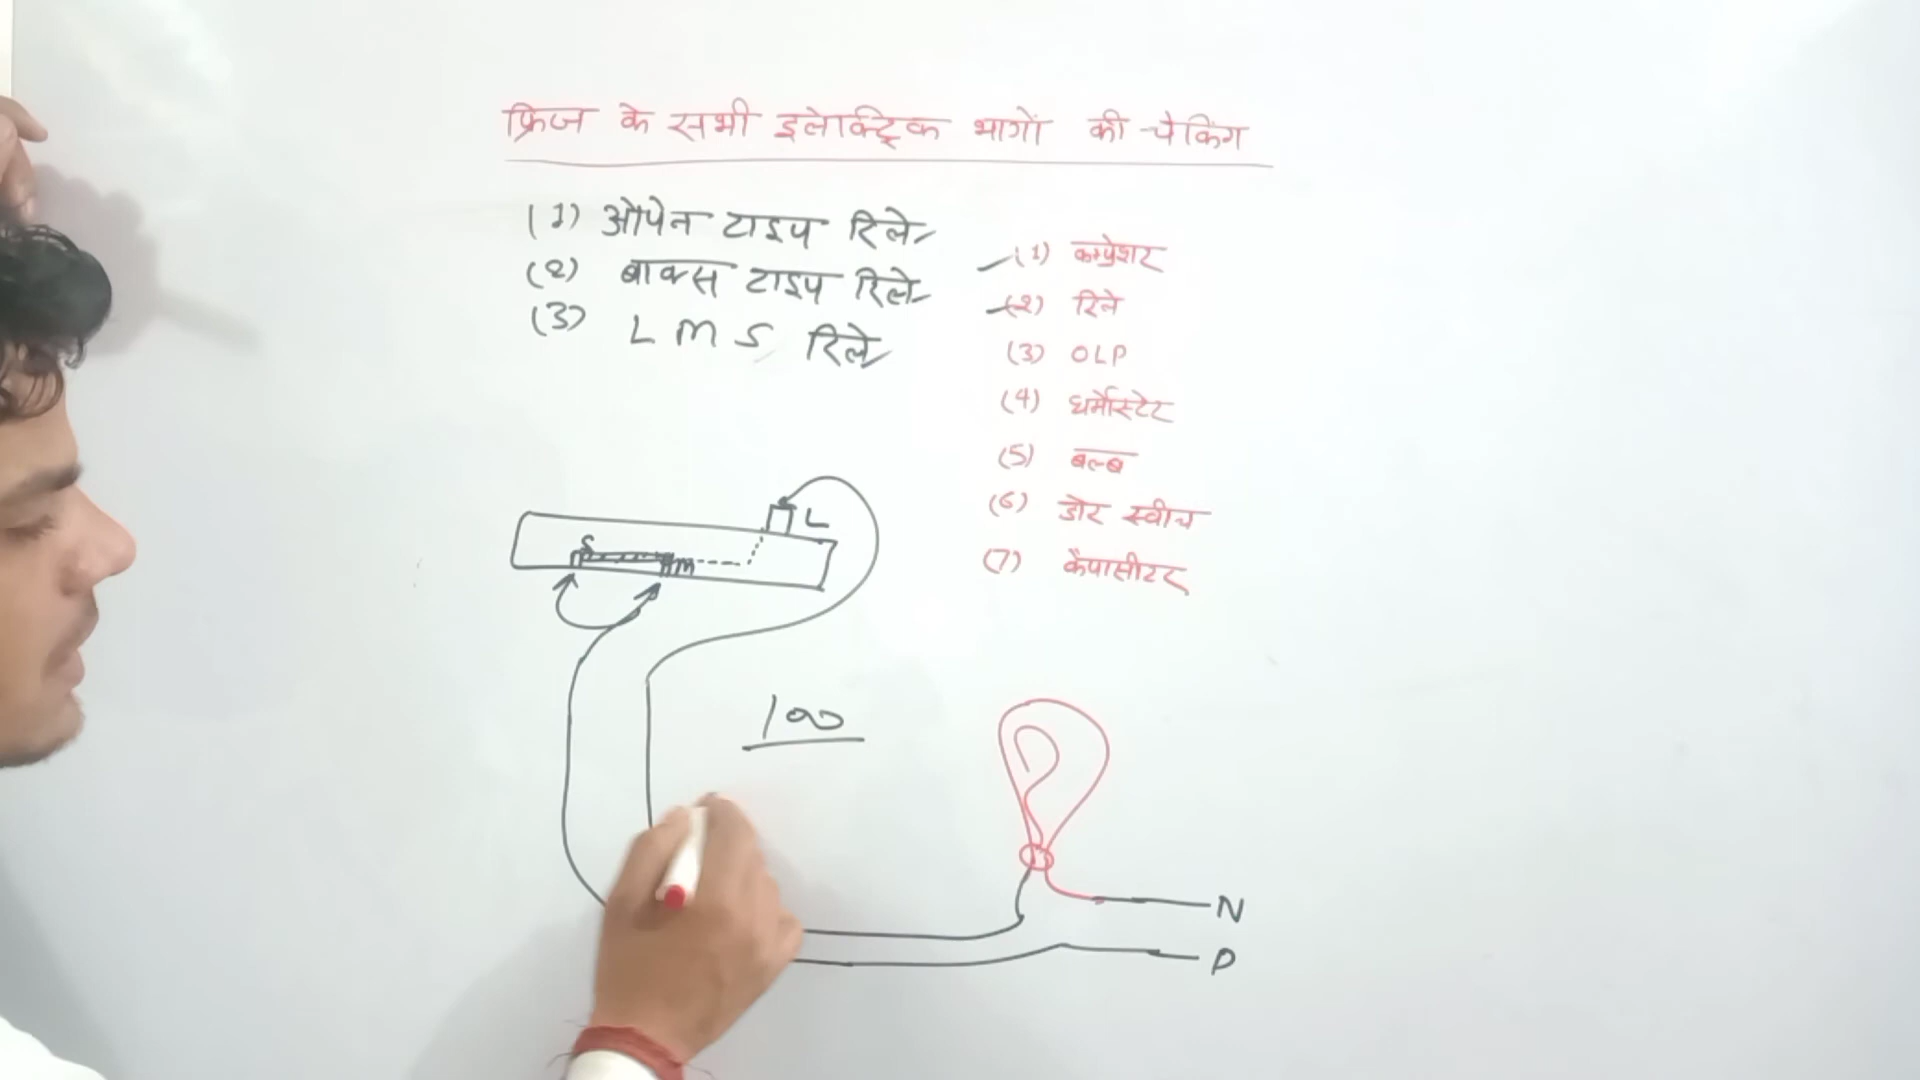 फ्रिज के सभी इलेक्ट्रिक भागों की चेकिंग
(1) ओपेन टाइप रिले
(2) बाक्स टाइप रिले
(3) L M S रिले
(1) कम्प्रेशर
(2) रिले
(3) OLP
(4) थर्मोस्टेट
(5) बल्ब
(6) डोर स्वीच
(7) कैपासीटर
L
S
m
100
N
P